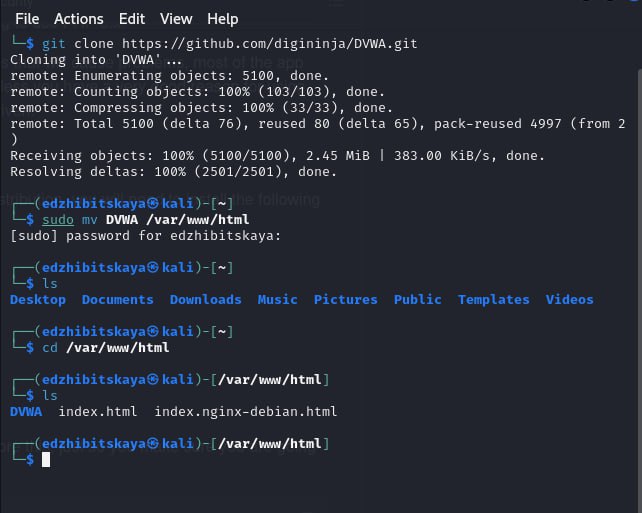 File Actions Edit View Help
└─$ git clone https://github.com/digininja/DVWA.git
Cloning into 'DVWA'...
remote: Enumerating objects: 5100, done.
remote: Counting objects: 100% (103/103), done.
remote: Compressing objects: 100% (33/33), done.
remote: Total 5100 (delta 76), reused 80 (delta 65), pack-reused 4997 (from 2
)
Receiving objects: 100% (5100/5100), 2.45 MiB | 383.00 KiB/s, done.
Resolving deltas: 100% (2501/2501), done.
┌──(edzhibitskaya㉿kali)-[~]
└─$ sudo mv DVWA /var/www/html
[sudo] password for edzhibitskaya:
┌──(edzhibitskaya㉿kali)-[~]
└─$ ls
Desktop Documents Downloads Music Pictures Public Templates Videos
┌──(edzhibitskaya㉿kali)-[~]
└─$ cd /var/www/html
┌──(edzhibitskaya㉿kali)-[/var/www/html]
└─$ ls
DVWA index.html index.nginx-debian.html
┌──(edzhibitskaya㉿kali)-[/var/www/html]
└─$